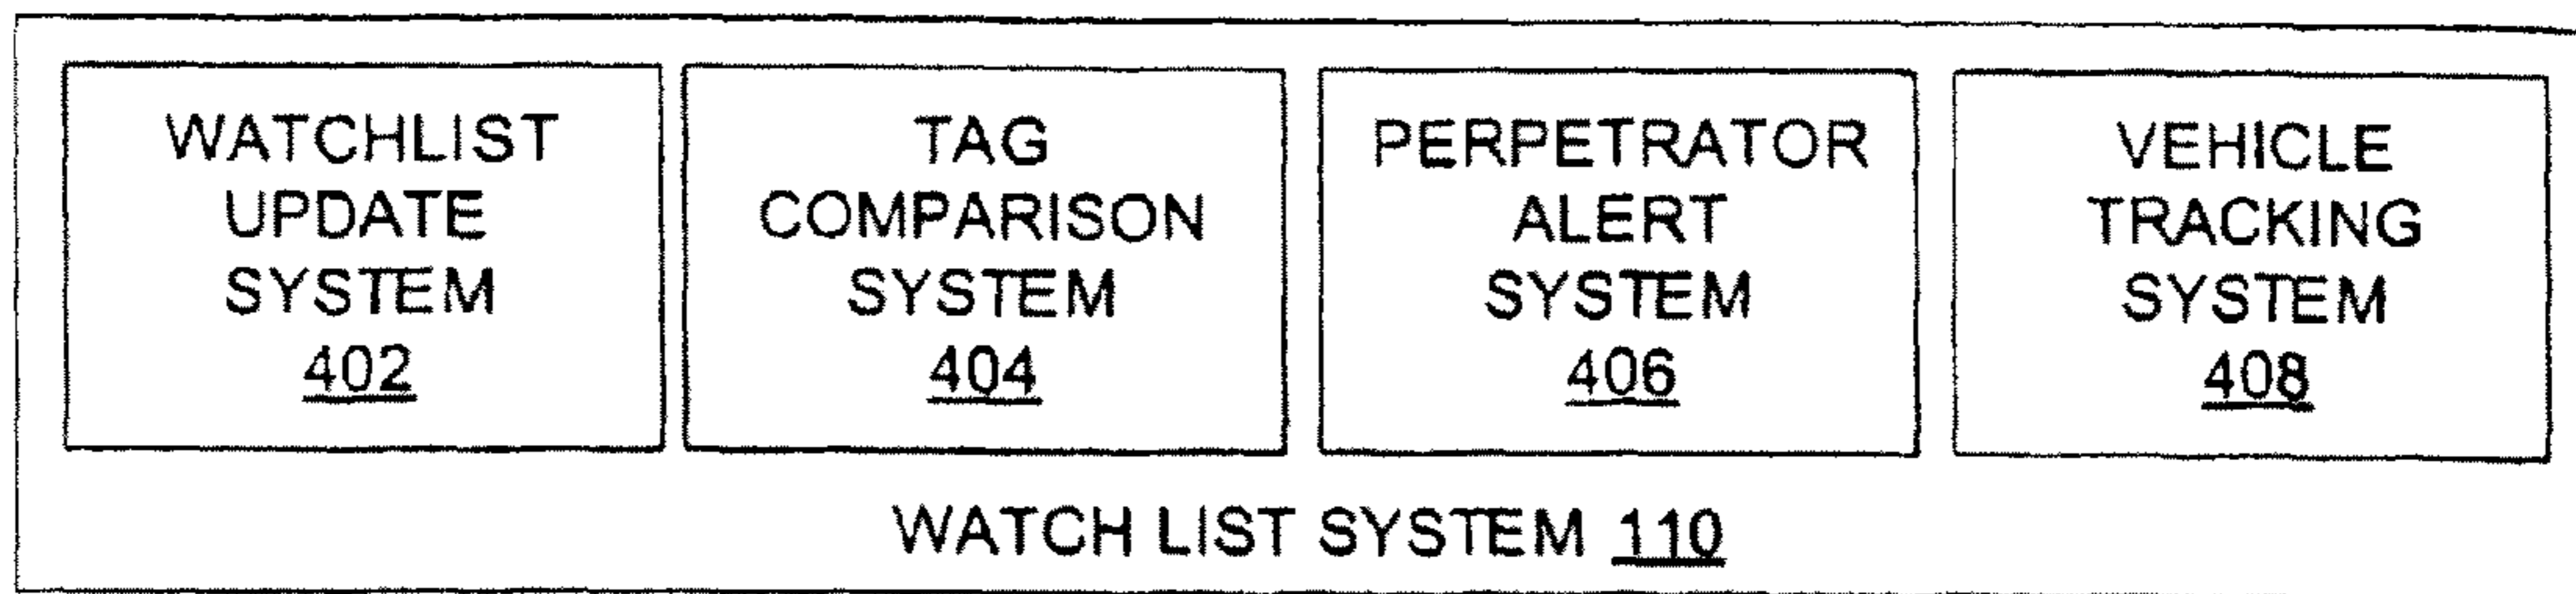 WATCHLIST
UPDATE
SYSTEM
402
TAG
COMPARISON
SYSTEM
404
PERPETRATOR
ALERT
SYSTEM
406
VEHICLE
TRACKING
SYSTEM
408
WATCH LIST SYSTEM 110